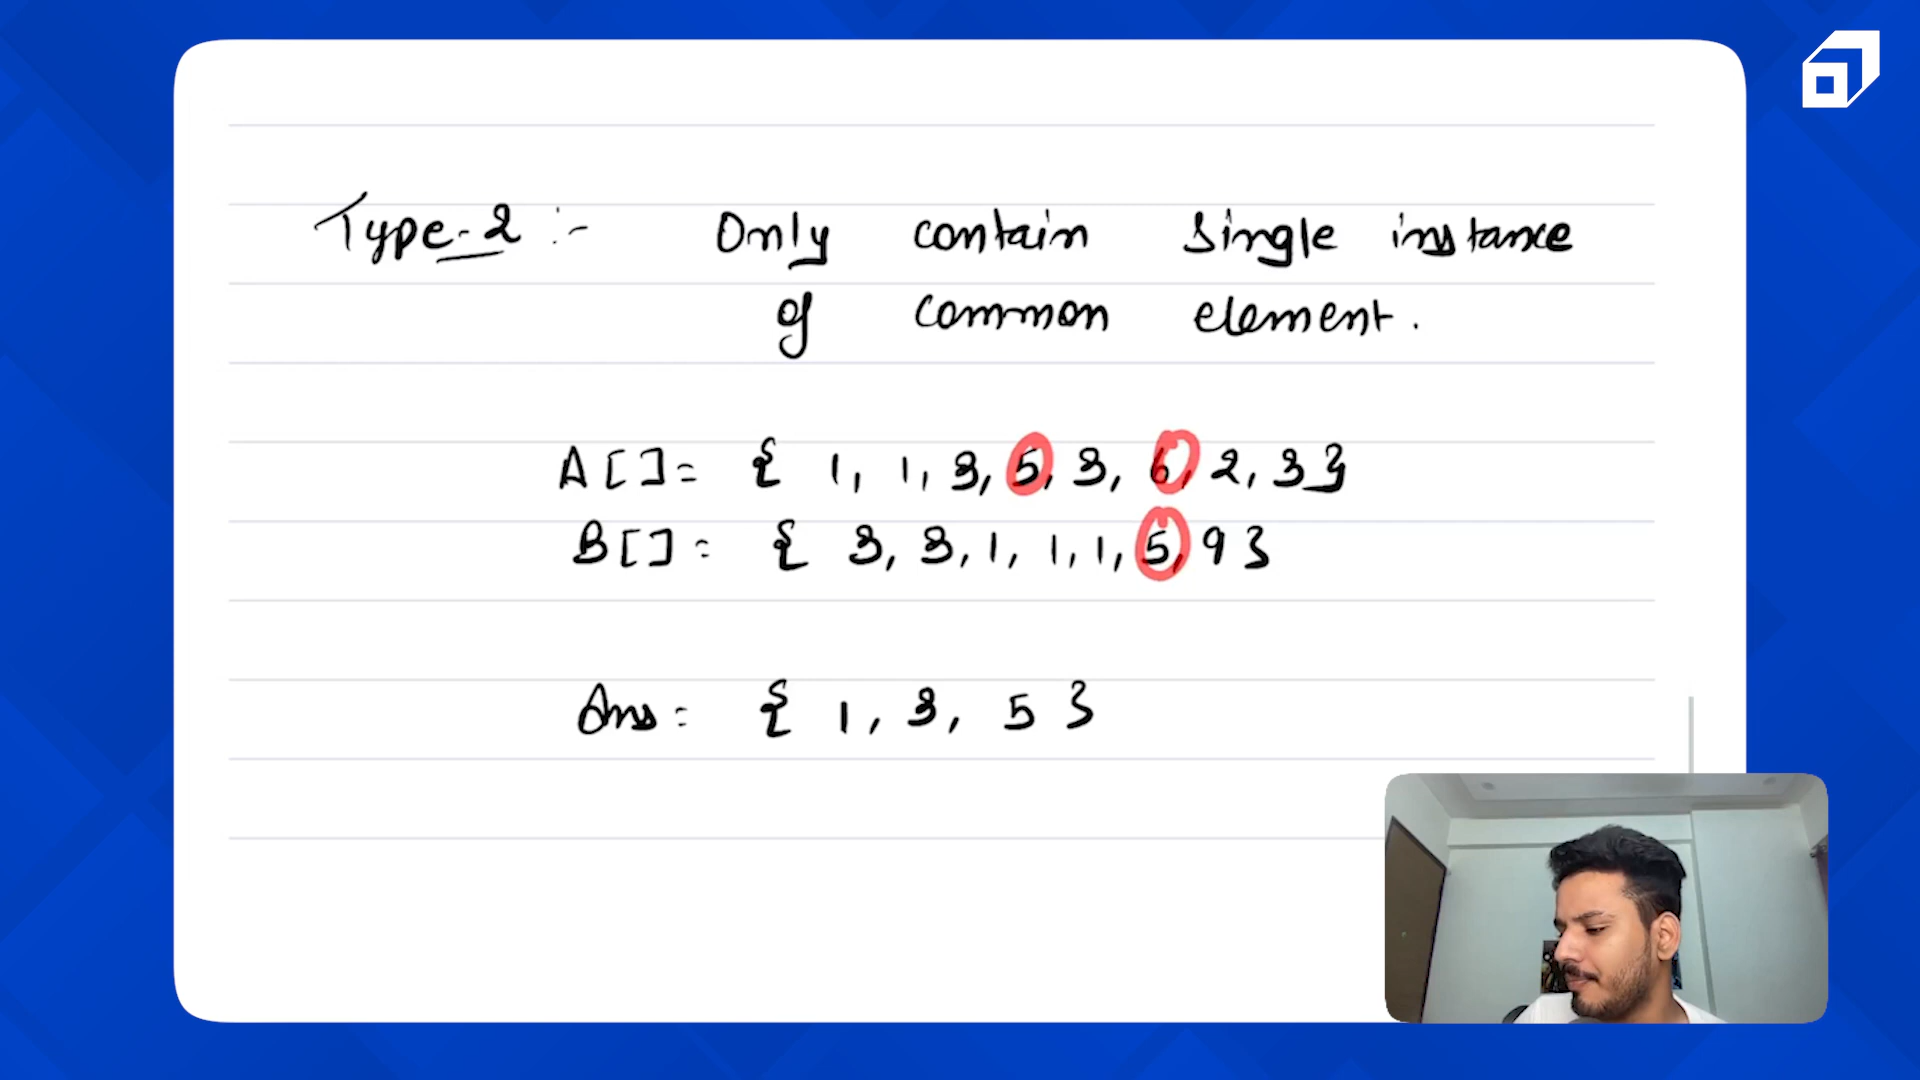 Type-2 :- Only contain single instance
of common element.
A[] = { 1, 1, 3, 5, 3, 6, 2, 3 }
B[] = { 3, 3, 1, 1, 1, 5, 9 }
Ans = { 1, 3, 5 }